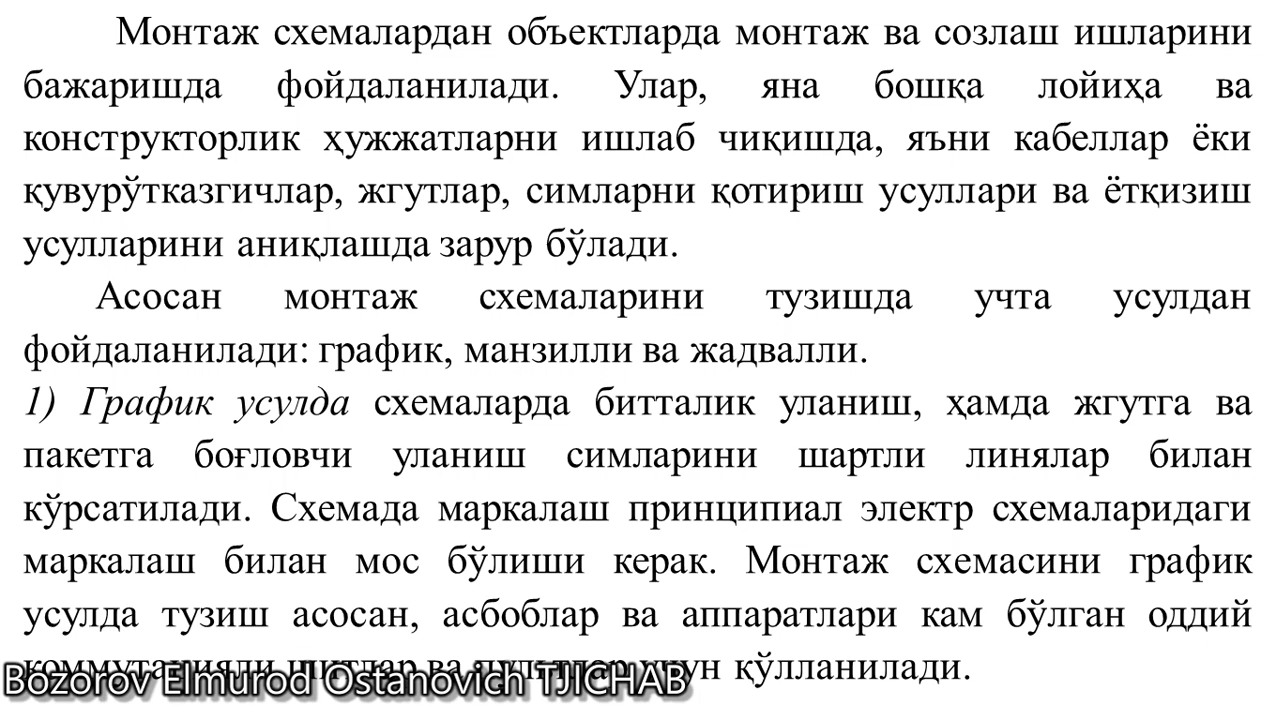 Монтаж схемалардан объектларда монтаж ва созлаш ишларини
бажаришда фойдаланилади. Улар, яна бошқа лойиҳа ва
конструкторлик ҳужжатларни ишлаб чиқишда, яъни кабеллар ёки
қувурўтказгичлар, жгутлар, симларни қотириш усуллари ва ётқизиш
усулларини аниқлашда зарур бўлади.
Асосан монтаж схемаларини тузишда учта усулдан
фойдаланилади: график, манзилли ва жадвалли.
1) График усулда схемаларда битталик уланиш, ҳамда жгутга ва
пакетга боғловчи уланиш симларини шартли линялар билан
кўрсатилади. Схемада маркалаш принципиал электр схемаларидаги
маркалаш билан мос бўлиши керак. Монтаж схемасини график
усулда тузиш асосан, асбоблар ва аппаратлари кам бўлган оддий
ва қўлланилади.
Bozorov Elmurod Ostanovich TJICHAB